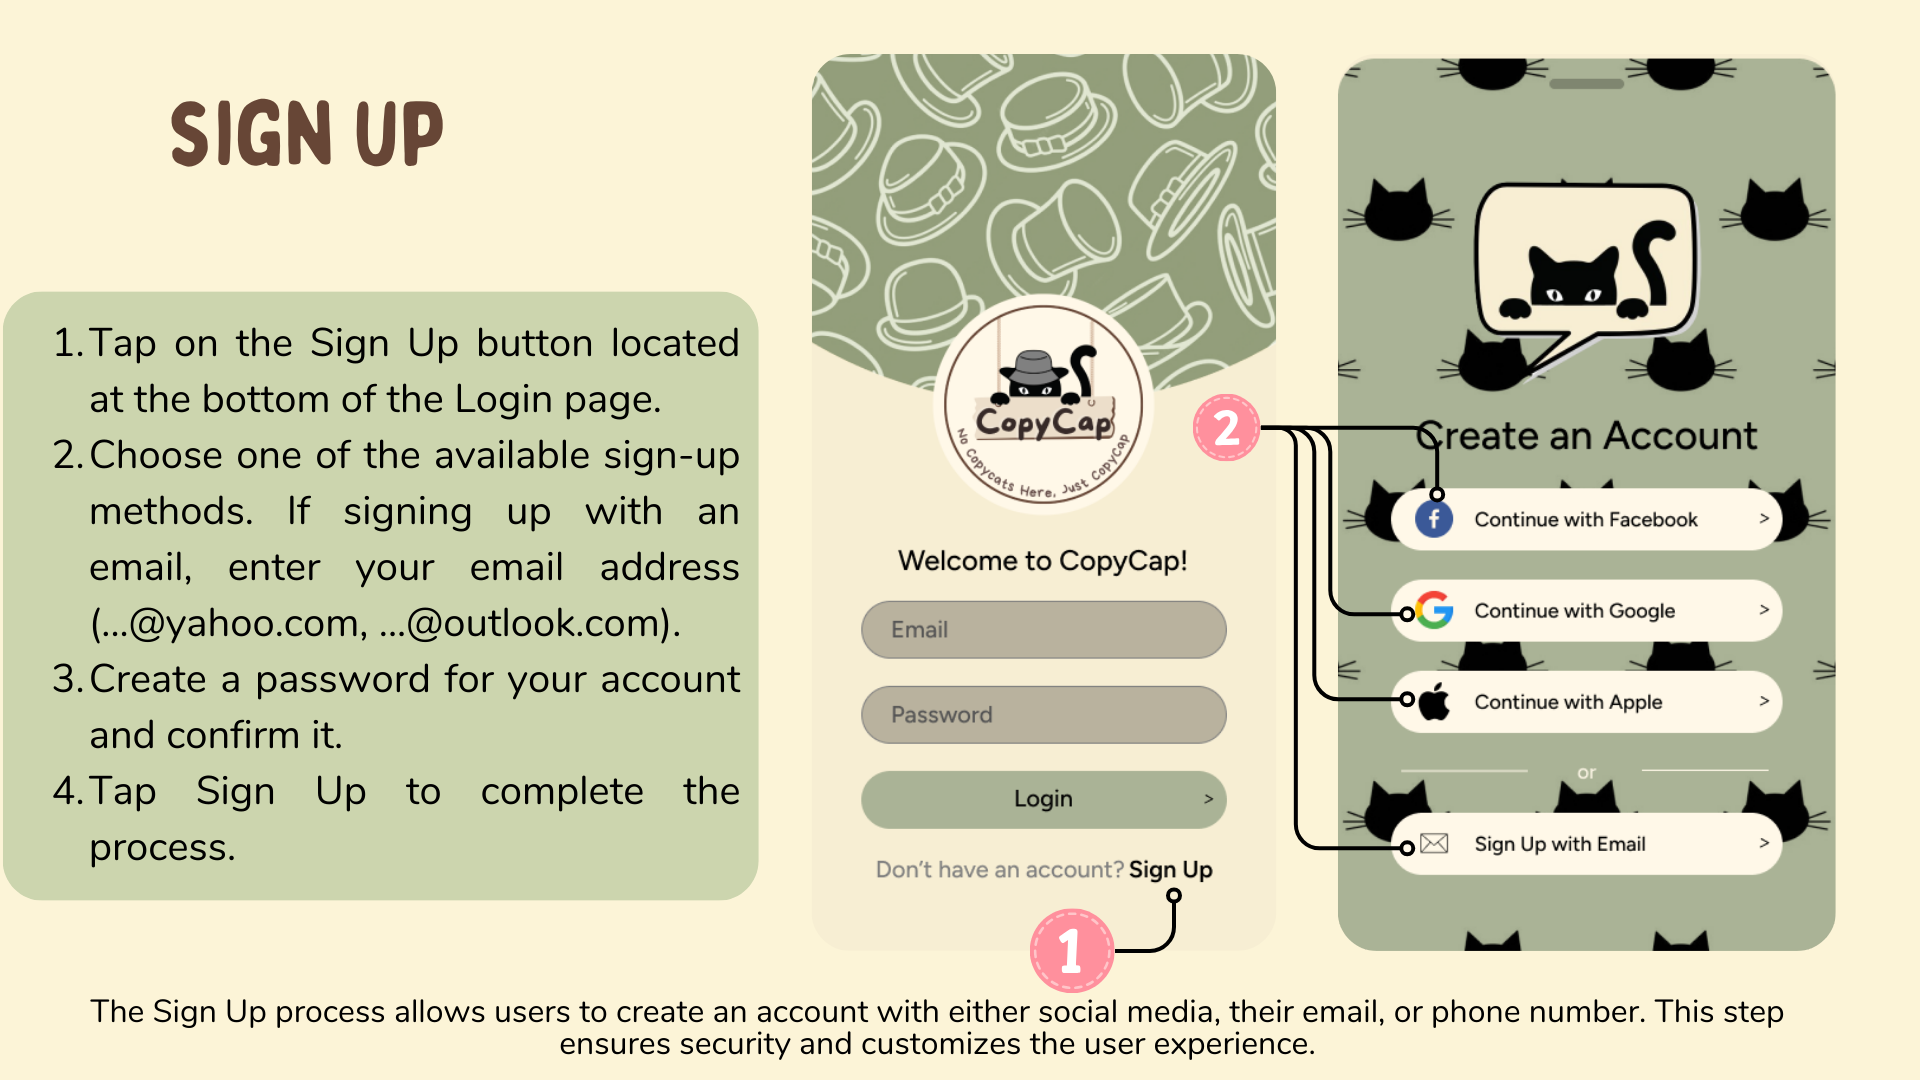 SIGN UP
1. Tap on the Sign Up button located
at the bottom of the Login page.
2. Choose one of the available sign-up
methods. If signing up with an
email, enter your email address
(...@yahoo.com, ...@outlook.com).
3. Create a password for your account
and confirm it.
4. Tap Sign Up to complete the
process.
CopyCap
No Copycats Here, Just CopyCap
Welcome to CopyCap!
Email
Password
Login >
Don't have an account? Sign Up
1
2
Create an Account
Continue with Facebook >
Continue with Google >
Continue with Apple >
or
Sign Up with Email >
The Sign Up process allows users to create an account with either social media, their email, or phone number. This step
ensures security and customizes the user experience.